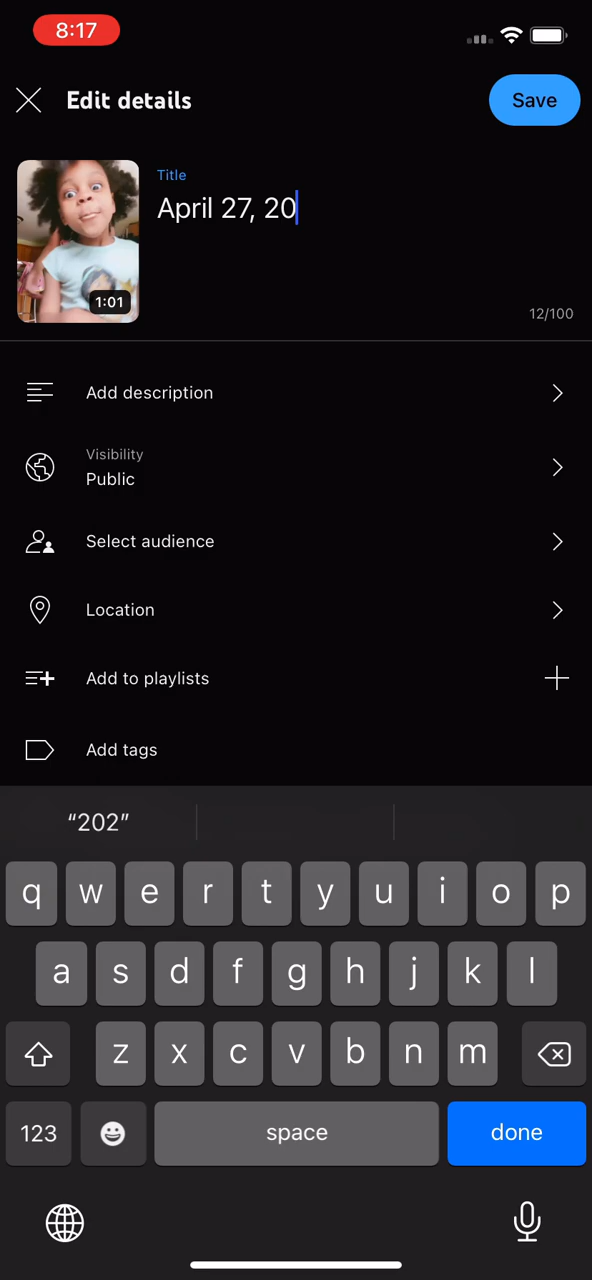 8:17
Edit details
Save
Title
April 27, 20
1:01
12/100
Add description
Visibility
Public
Select audience
Location
Add to playlists
Add tags
“202”
q w e r t y u i o p
a s d f g h j k l
z x c v b n m
123 space done